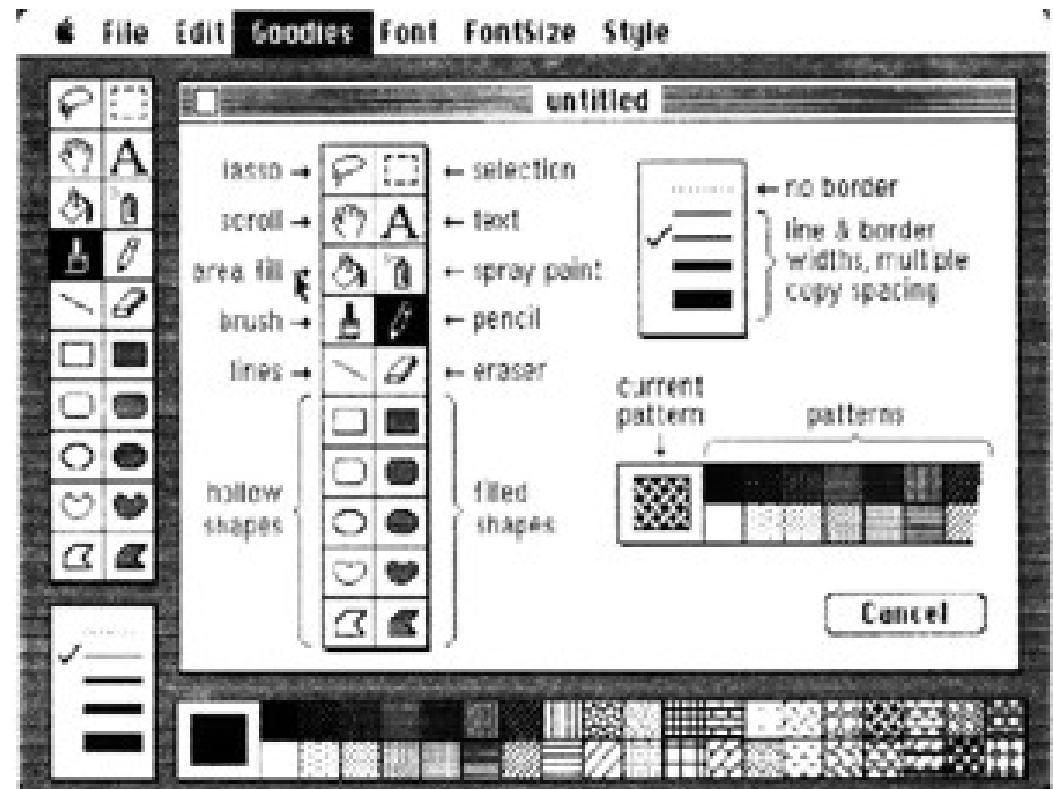 File Edit Goodies Font FontSize Style
untitled
lasso
selection
scroll
text
area fill
spray paint
brush
pencil
lines
eraser
hollow
shapes
filled
shapes
no border
line & border
widths, multiple
copy spacing
current
pattern
patterns
Cancel